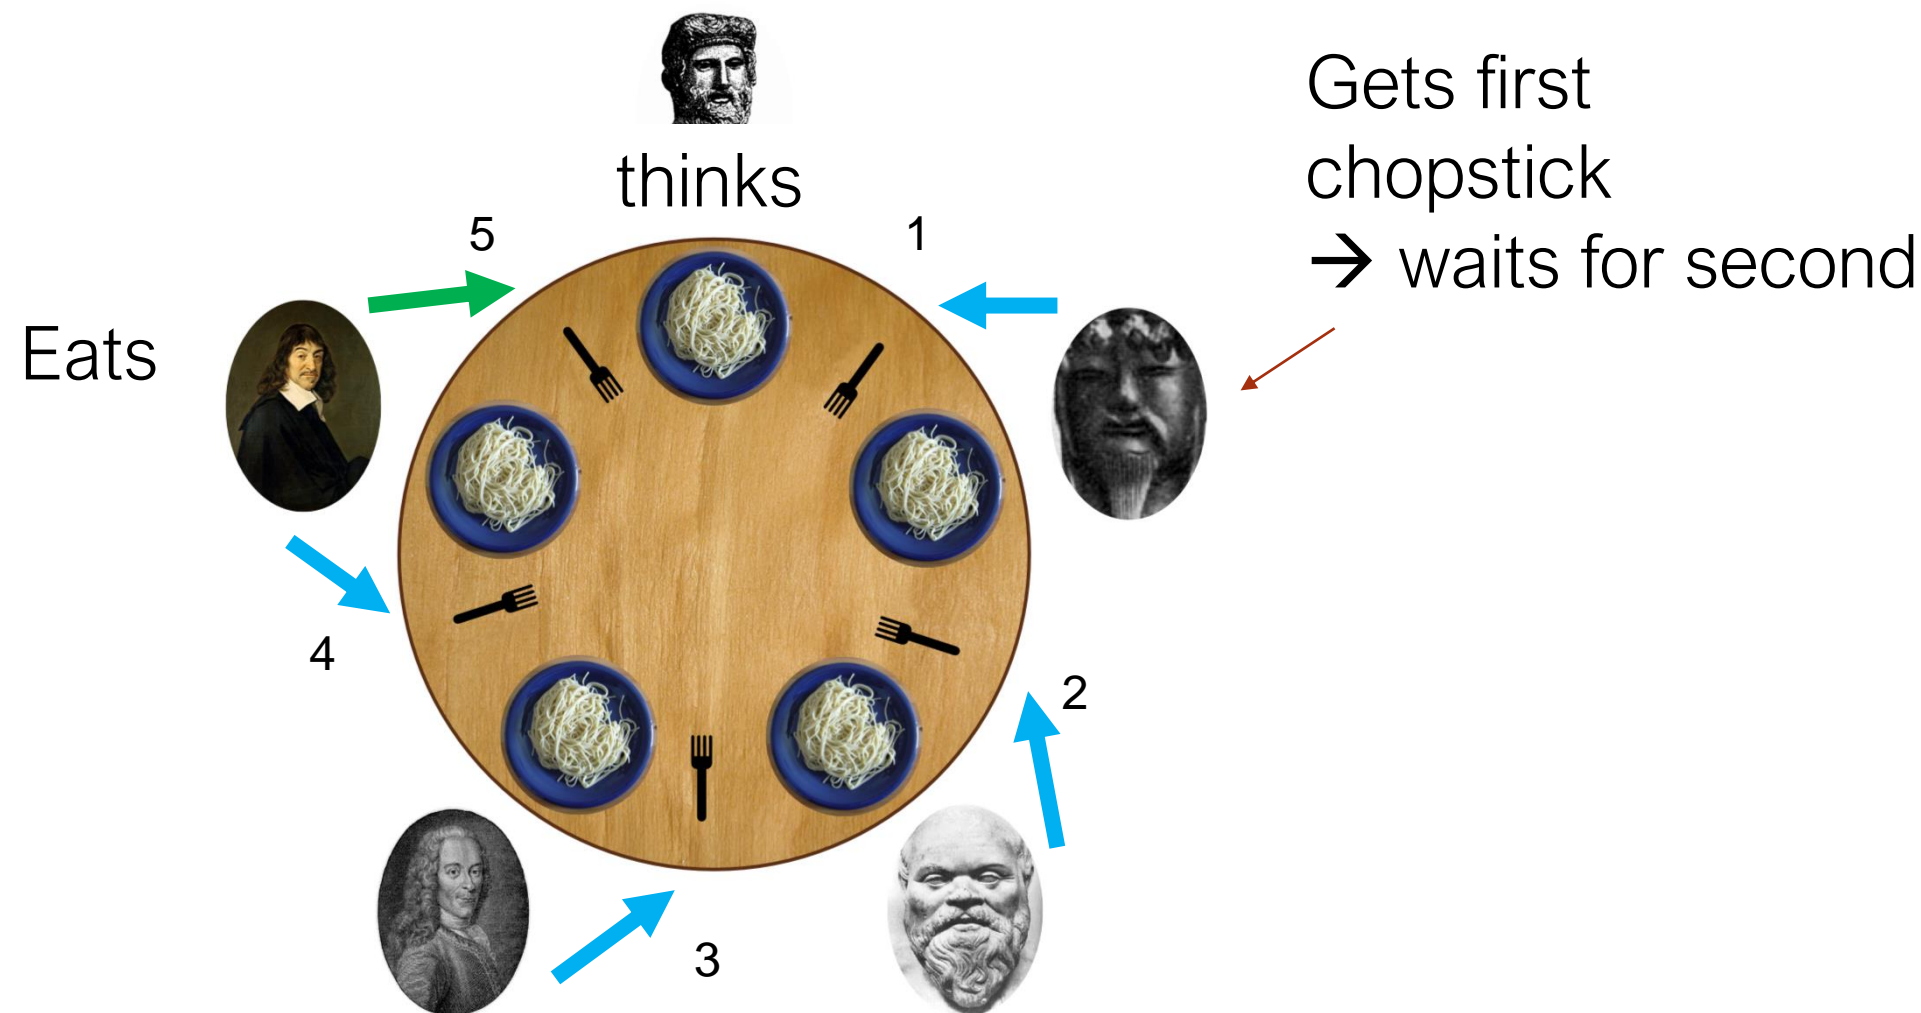 thinks
5
1
Eats
4
2
3
Gets first
chopstick
→ waits for second